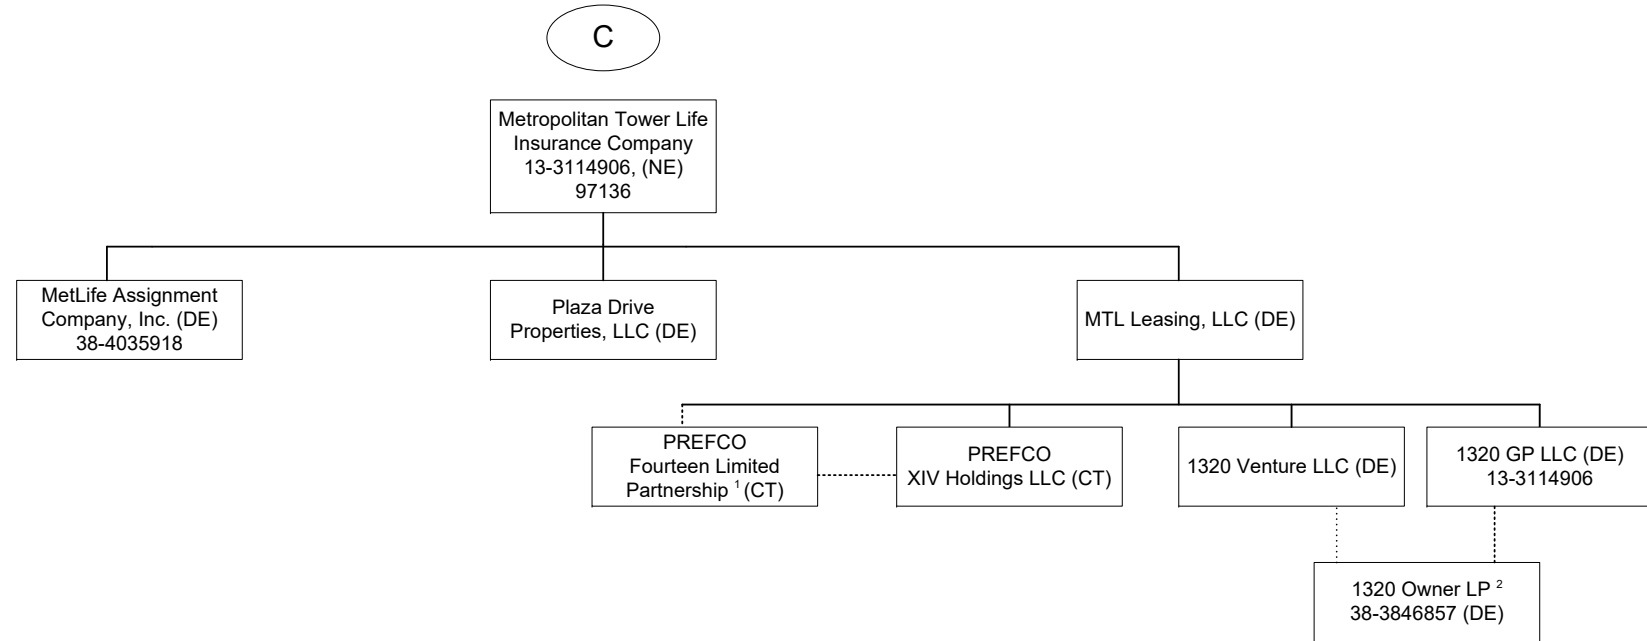 C
Metropolitan Tower Life
Insurance Company
13-3114906, (NE)
97136
MetLife Assignment
Company, Inc. (DE)
38-4035918
Plaza Drive
Properties, LLC (DE)
MTL Leasing, LLC (DE)
PREFCO
Fourteen Limited
Partnership ¹ (CT)
PREFCO
XIV Holdings LLC (CT)
1320 Venture LLC (DE)
1320 GP LLC (DE)
13-3114906
1320 Owner LP ²
38-3846857 (DE)